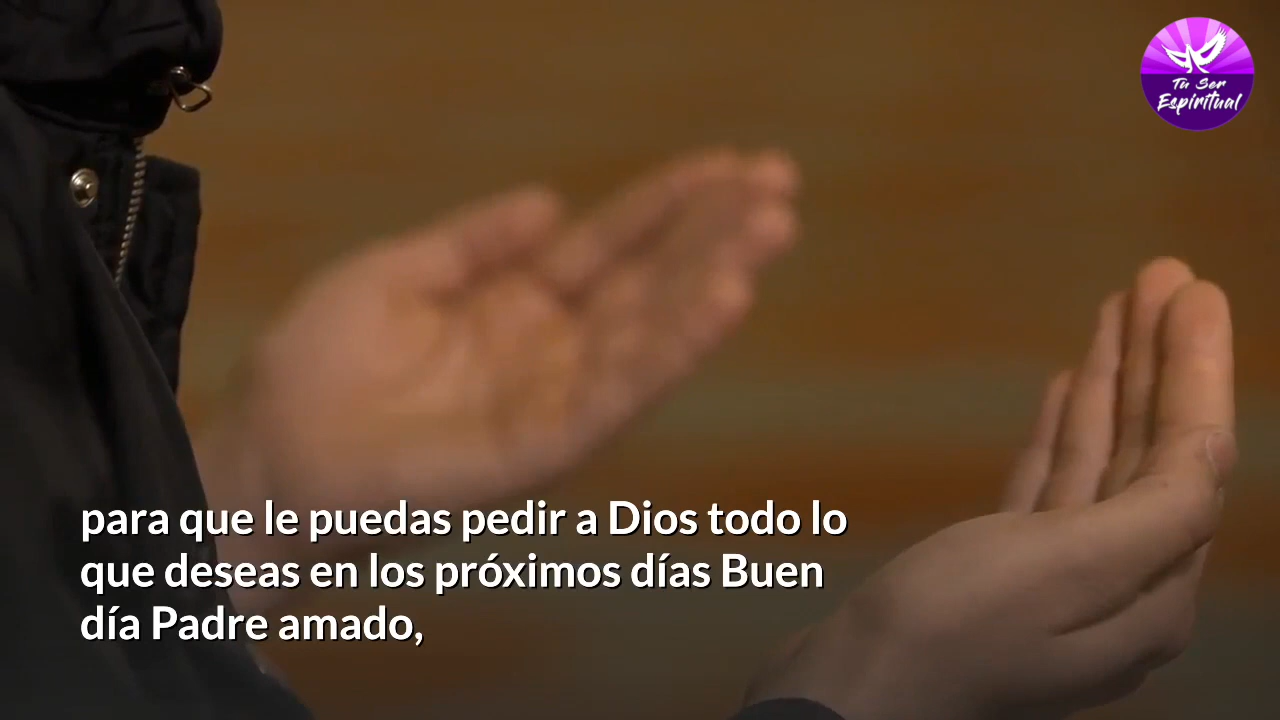 Tu Ser
Espiritual
para que le puedas pedir a Dios todo lo
que deseas en los próximos días Buen
día Padre amado,